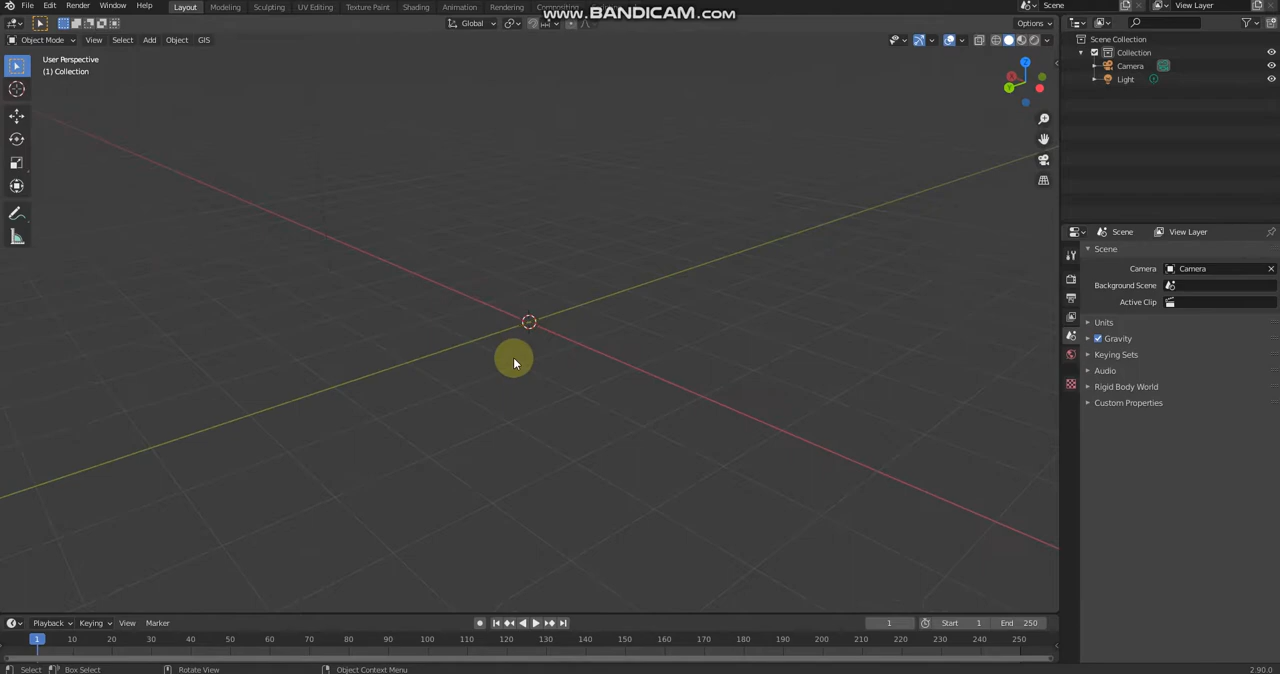 File Edit Render Window Help Layout Modeling Sculpting UV Editing Texture Paint Shading Animation Rendering Compositing Scene View Layer
www.BANDICAM.com
Global Options
Object Mode View Select Add Object GIS
User Perspective
(1) Collection
Z
Y
Scene Collection
Collection
Camera
Light
Scene View Layer
Scene
Camera Camera
Background Scene
Active Clip
Units
Gravity
Keying Sets
Audio
Rigid Body World
Custom Properties
Playback Keying View Marker 1 Start 1 End 250
1 10 20 30 40 50 60 70 80 90 100 110 120 130 140 150 160 170 180 190 200 210 220 230 240 250
Select Box Select Rotate View Object Context Menu 2.90.0